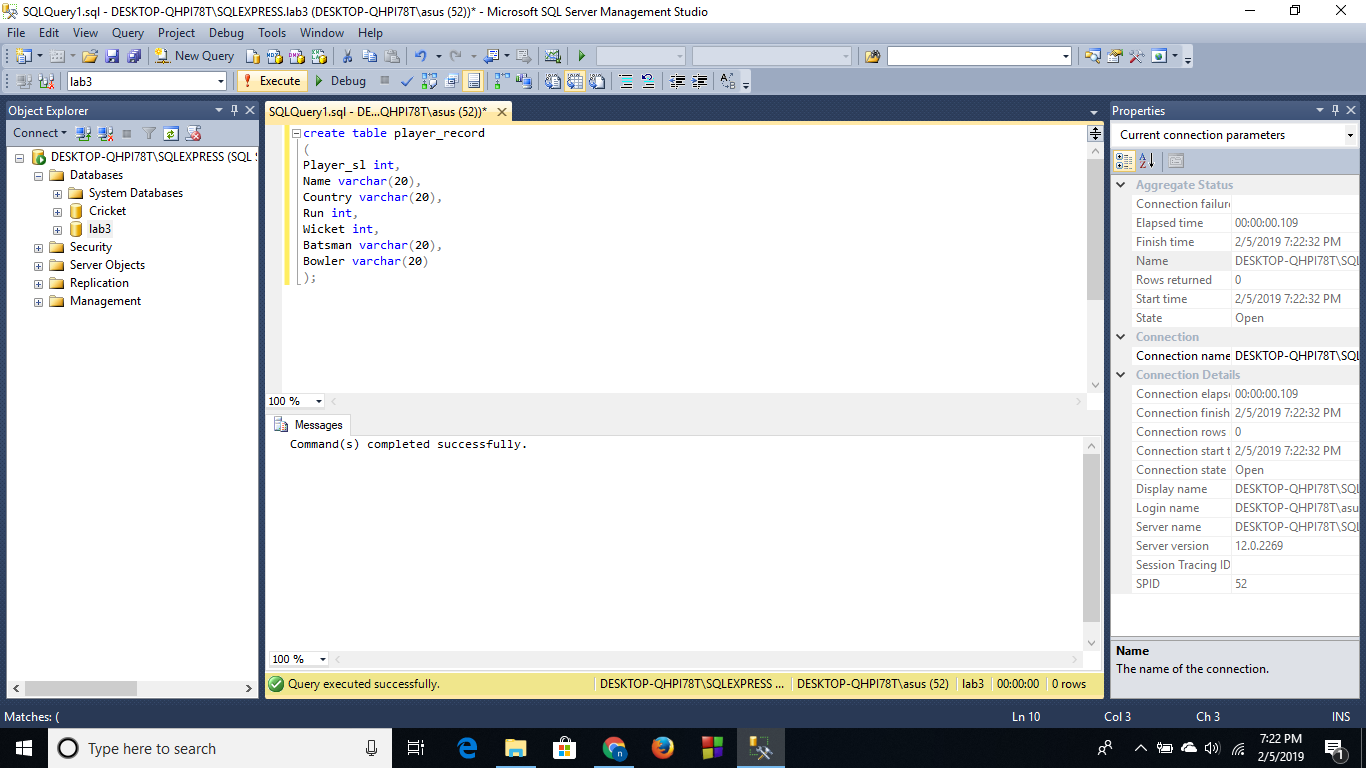 SQLQuery1.sql - DESKTOP-QHPI78T\SQLEXPRESS.lab3 (DESKTOP-QHPI78T\asus (52))* - Microsoft SQL Server Management Studio
File Edit View Query Project Debug Tools Window Help
New Query
lab3 Execute Debug
Object Explorer
Connect
DESKTOP-QHPI78T\SQLEXPRESS (SQL
Databases
System Databases
Cricket
lab3
Security
Server Objects
Replication
Management
SQLQuery1.sql - DE...QHPI78T\asus (52))*
create table player_record
(
Player_sl int,
Name varchar(20),
Country varchar(20),
Run int,
Wicket int,
Batsman varchar(20),
Bowler varchar(20)
);
100 %
Messages
Command(s) completed successfully.
100 %
Query executed successfully. DESKTOP-QHPI78T\SQLEXPRESS ... DESKTOP-QHPI78T\asus (52) lab3 00:00:00 0 rows
Properties
Current connection parameters
Aggregate Status
Connection failure
Elapsed time 00:00:00.109
Finish time 2/5/2019 7:22:32 PM
Name DESKTOP-QHPI78T\SQL
Rows returned 0
Start time 2/5/2019 7:22:32 PM
State Open
Connection
Connection name DESKTOP-QHPI78T\SQL
Connection Details
Connection elapse 00:00:00.109
Connection finish 2/5/2019 7:22:32 PM
Connection rows 0
Connection start t 2/5/2019 7:22:32 PM
Connection state Open
Display name DESKTOP-QHPI78T\SQL
Login name DESKTOP-QHPI78T\asu
Server name DESKTOP-QHPI78T\SQL
Server version 12.0.2269
Session Tracing ID
SPID 52
Name
The name of the connection.
Matches: ( Ln 10 Col 3 Ch 3 INS
Type here to search
7:22 PM
2/5/2019
1